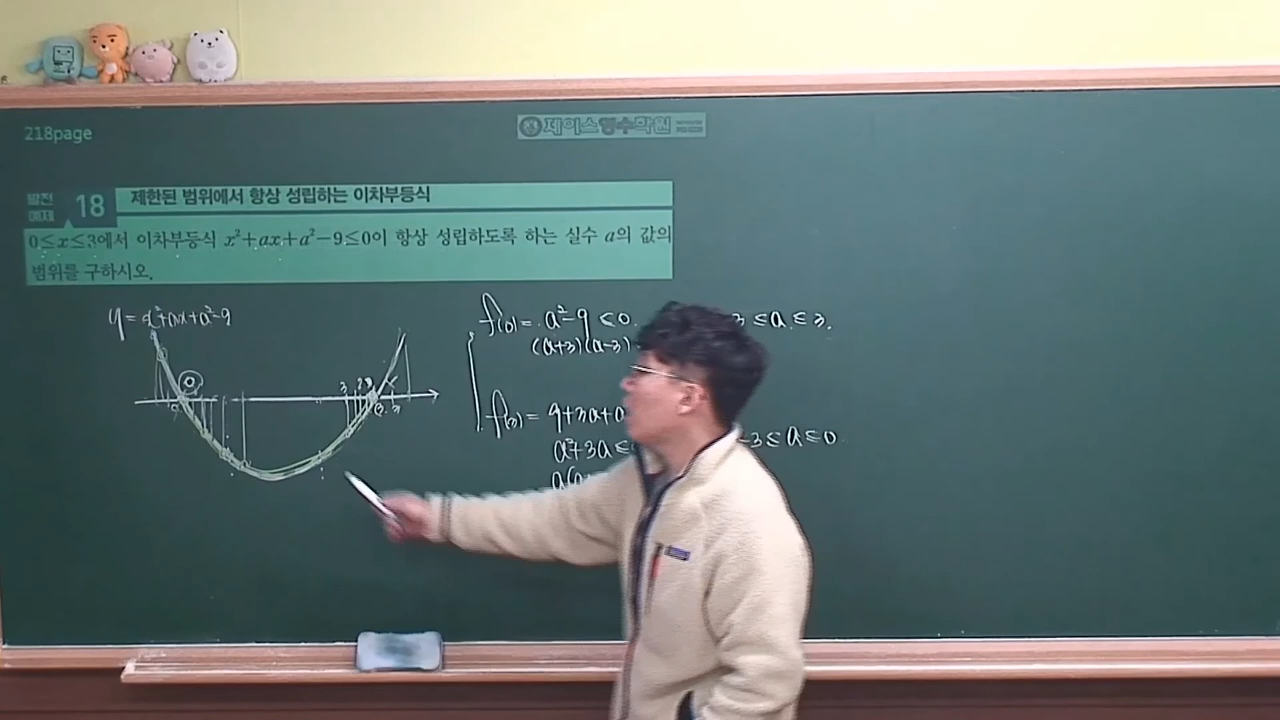 218page
제이스영수학원
발전
예제 18 제한된 범위에서 항상 성립하는 이차부등식
0≤x≤3에서 이차부등식 x²+ax+a²-9≤0이 항상 성립하도록 하는 실수 a의 값의
범위를 구하시오.
y=x²+ax+a²-9
f(0)=a²-9≤0. 3≤a≤3.
(a+3)(a-3)
f(3)=9+3a+a
a²+3a≤ -3≤a≤0.
a(a
0
3